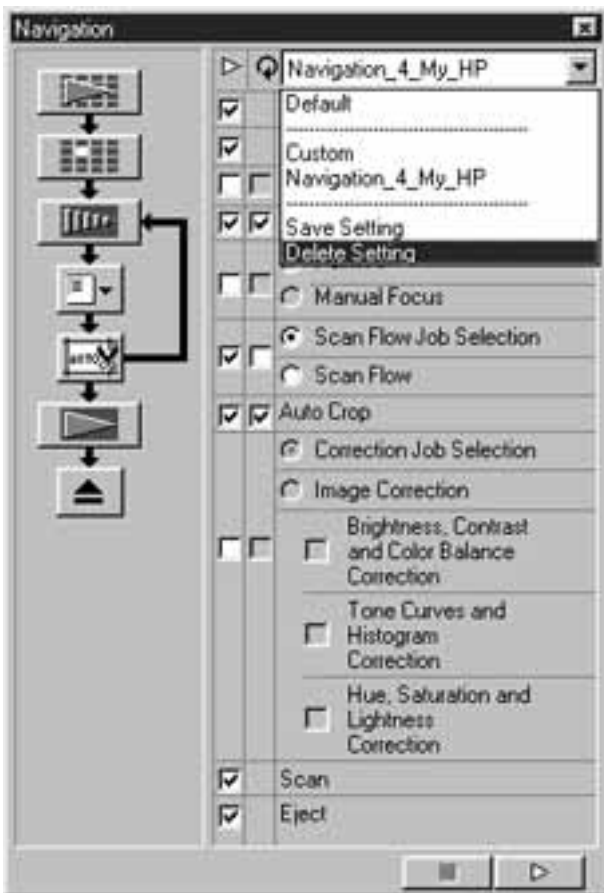 Navigation
Navigation_4_My_HP
Default
Custom
Navigation_4_My_HP
Save Setting
Delete Setting
Manual Focus
Scan Flow Job Selection
AUTO
Scan Flow
Auto Crop
Correction Job Selection
Image Correction
Brightness, Contrast
and Color Balance
Correction
Tone Curves and
Histogram
Correction
Hue, Saturation and
Lightness
Correction
Scan
Eject